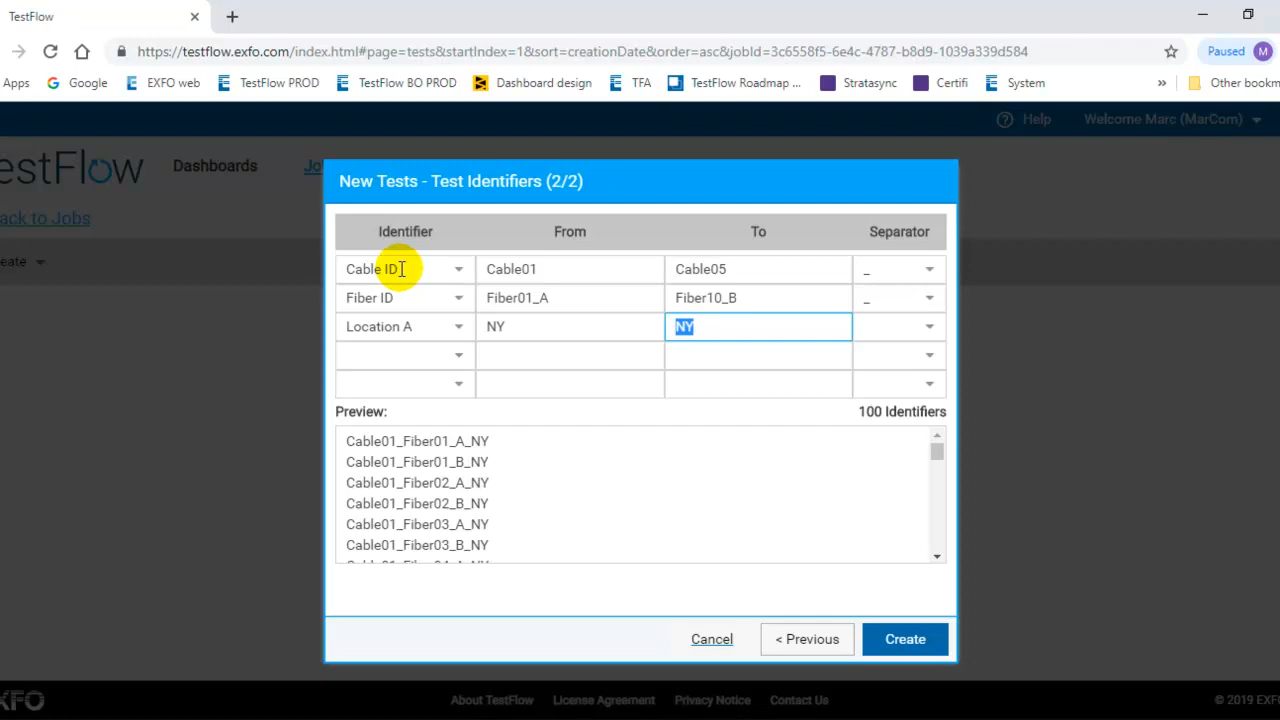 TestFlow
https://testflow.exfo.com/index.html#page=tests&startIndex=1&sort=creationDate&order=asc&jobId=3c6558f5-6e4c-4787-b8d9-1039a339d584
Paused M
Apps Google EXFO web TestFlow PROD TestFlow BO PROD Dashboard design TFA TestFlow Roadmap ... Stratasync Certifi System » Other bookm
Help Welcome Marc (MarCom)
estFlow Dashboards Jo
ack to Jobs
eate
New Tests - Test Identifiers (2/2)
Identifier From To Separator
Cable ID Cable01 Cable05 _
Fiber ID Fiber01_A Fiber10_B _
Location A NY NY
Preview: 100 Identifiers
Cable01_Fiber01_A_NY
Cable01_Fiber01_B_NY
Cable01_Fiber02_A_NY
Cable01_Fiber02_B_NY
Cable01_Fiber03_A_NY
Cable01_Fiber03_B_NY
Cancel < Previous Create
XFO About TestFlow License Agreement Privacy Notice Contact Us © 2019 EXF